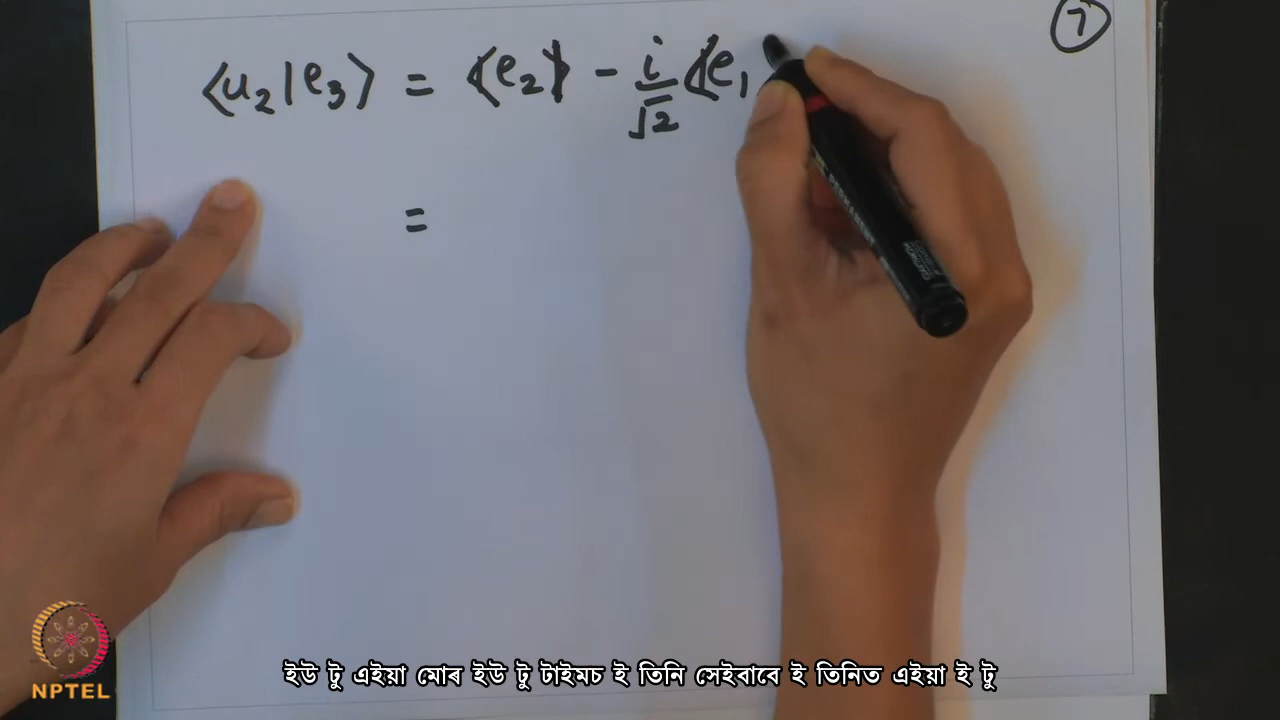 7
⟨u₂|e₃⟩ = ⟨e₂| - i/√2 ⟨e₁
=
NPTEL
ইউ টু এইয়া মোৰ ইউ টু টাইমচ ই তিনি সেইবাবে ই তিনিত এইয়া ই টু